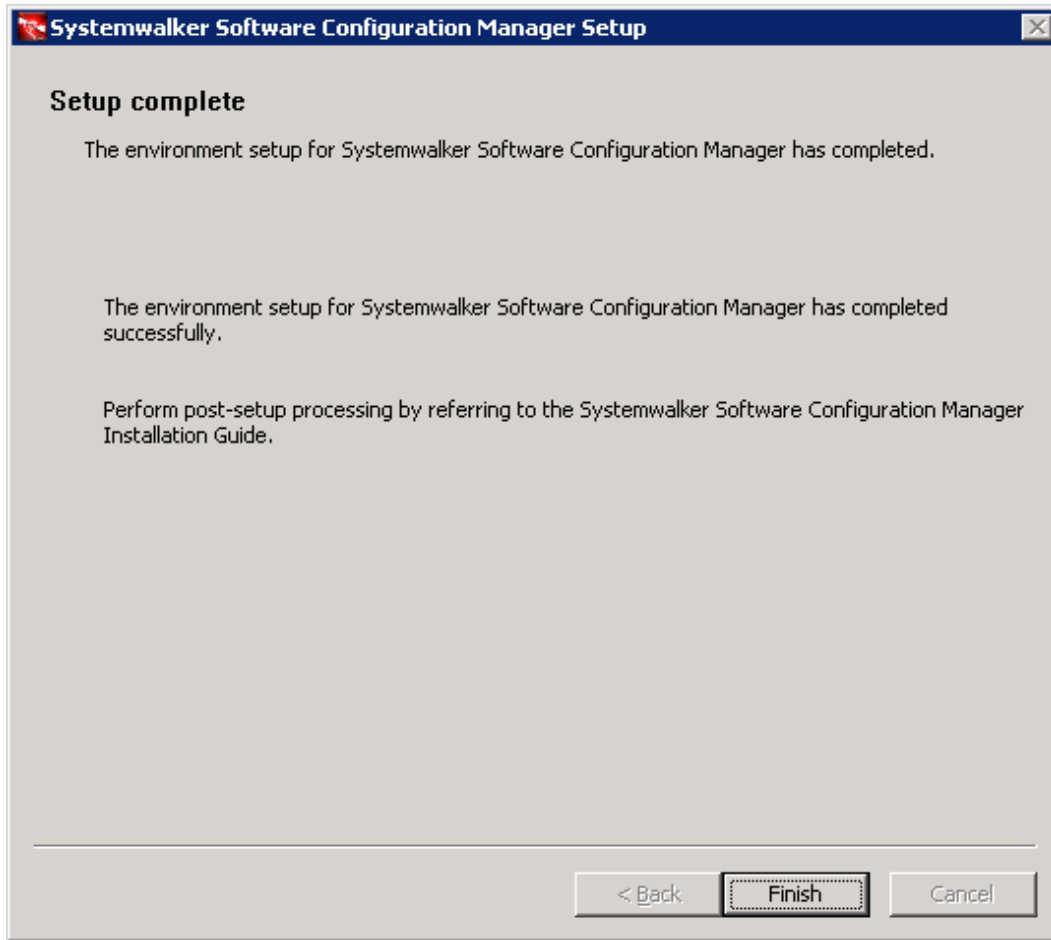 Systemwalker Software Configuration Manager Setup
Setup complete
The environment setup for Systemwalker Software Configuration Manager has completed.
The environment setup for Systemwalker Software Configuration Manager has completed
successfully.
Perform post-setup processing by referring to the Systemwalker Software Configuration Manager
Installation Guide.
< Back
Finish
Cancel